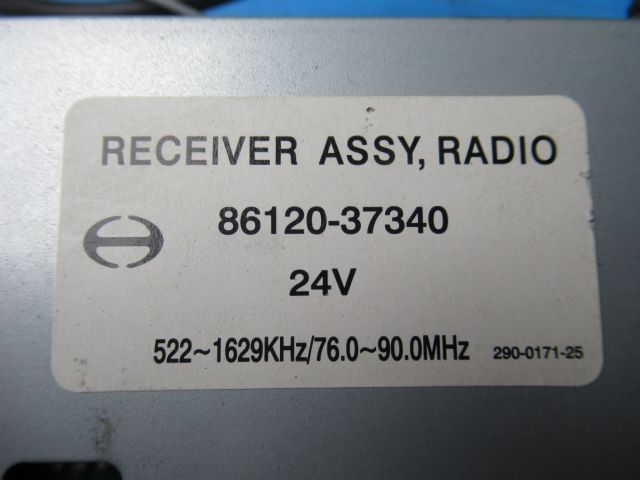 RECEIVER ASSY, RADIO
86120-37340
24V
522~1629KHz/76.0~90.0MHz 290-0171-25